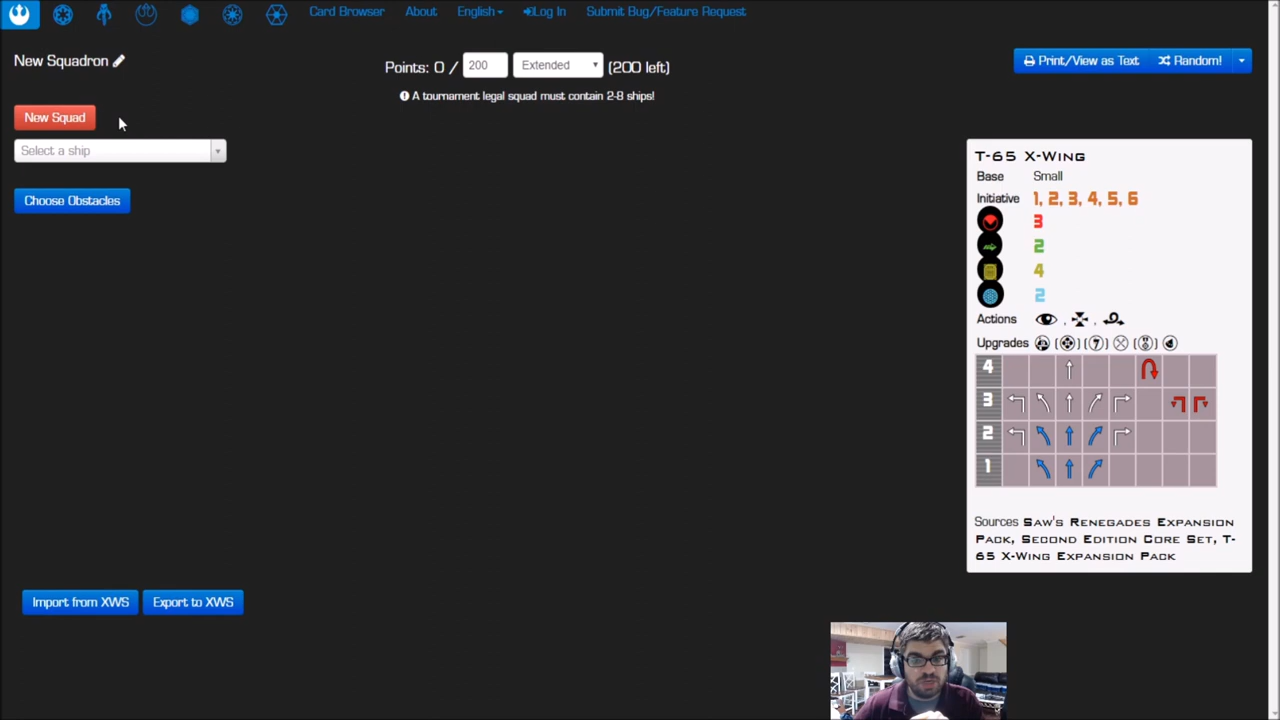 Card Browser About English Log In Submit Bug/Feature Request
New Squadron
Points: 0 / 200 Extended (200 left)
Print/View as Text Random!
A tournament legal squad must contain 2-8 ships!
New Squad
Select a ship
Choose Obstacles
T-65 X-Wing
Base Small
Initiative 1, 2, 3, 4, 5, 6
3
2
4
2
Actions , ,
Upgrades ( ) (7) ( )
4
3
2
1
Sources Saw's Renegades Expansion
Pack, Second Edition Core Set, T-
65 X-Wing Expansion Pack
Import from XWS Export to XWS